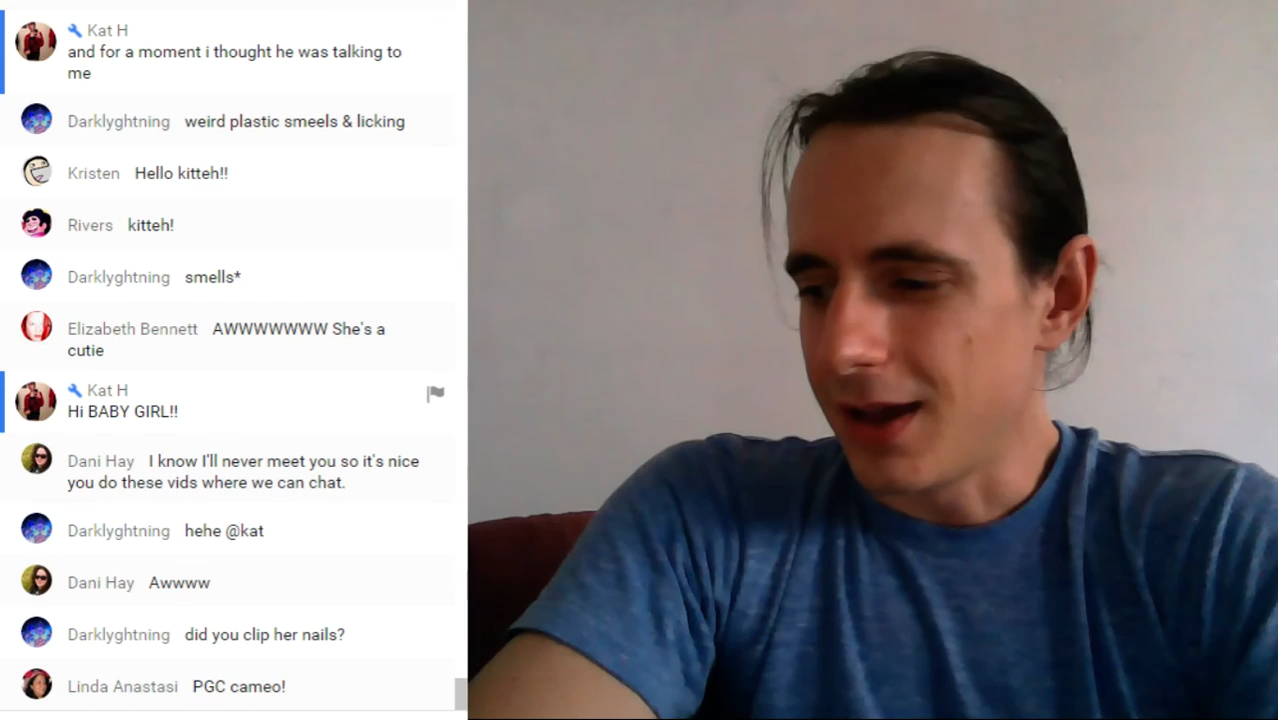 Kat H
and for a moment i thought he was talking to
me
Darklyghtning weird plastic smeels & licking
Kristen Hello kitteh!!
Rivers kitteh!
Darklyghtning smells*
Elizabeth Bennett AWWWWWWW She's a
cutie
Kat H
Hi BABY GIRL!!
Dani Hay I know I'll never meet you so it's nice
you do these vids where we can chat.
Darklyghtning hehe @kat
Dani Hay Awwww
Darklyghtning did you clip her nails?
Linda Anastasi PGC cameo!